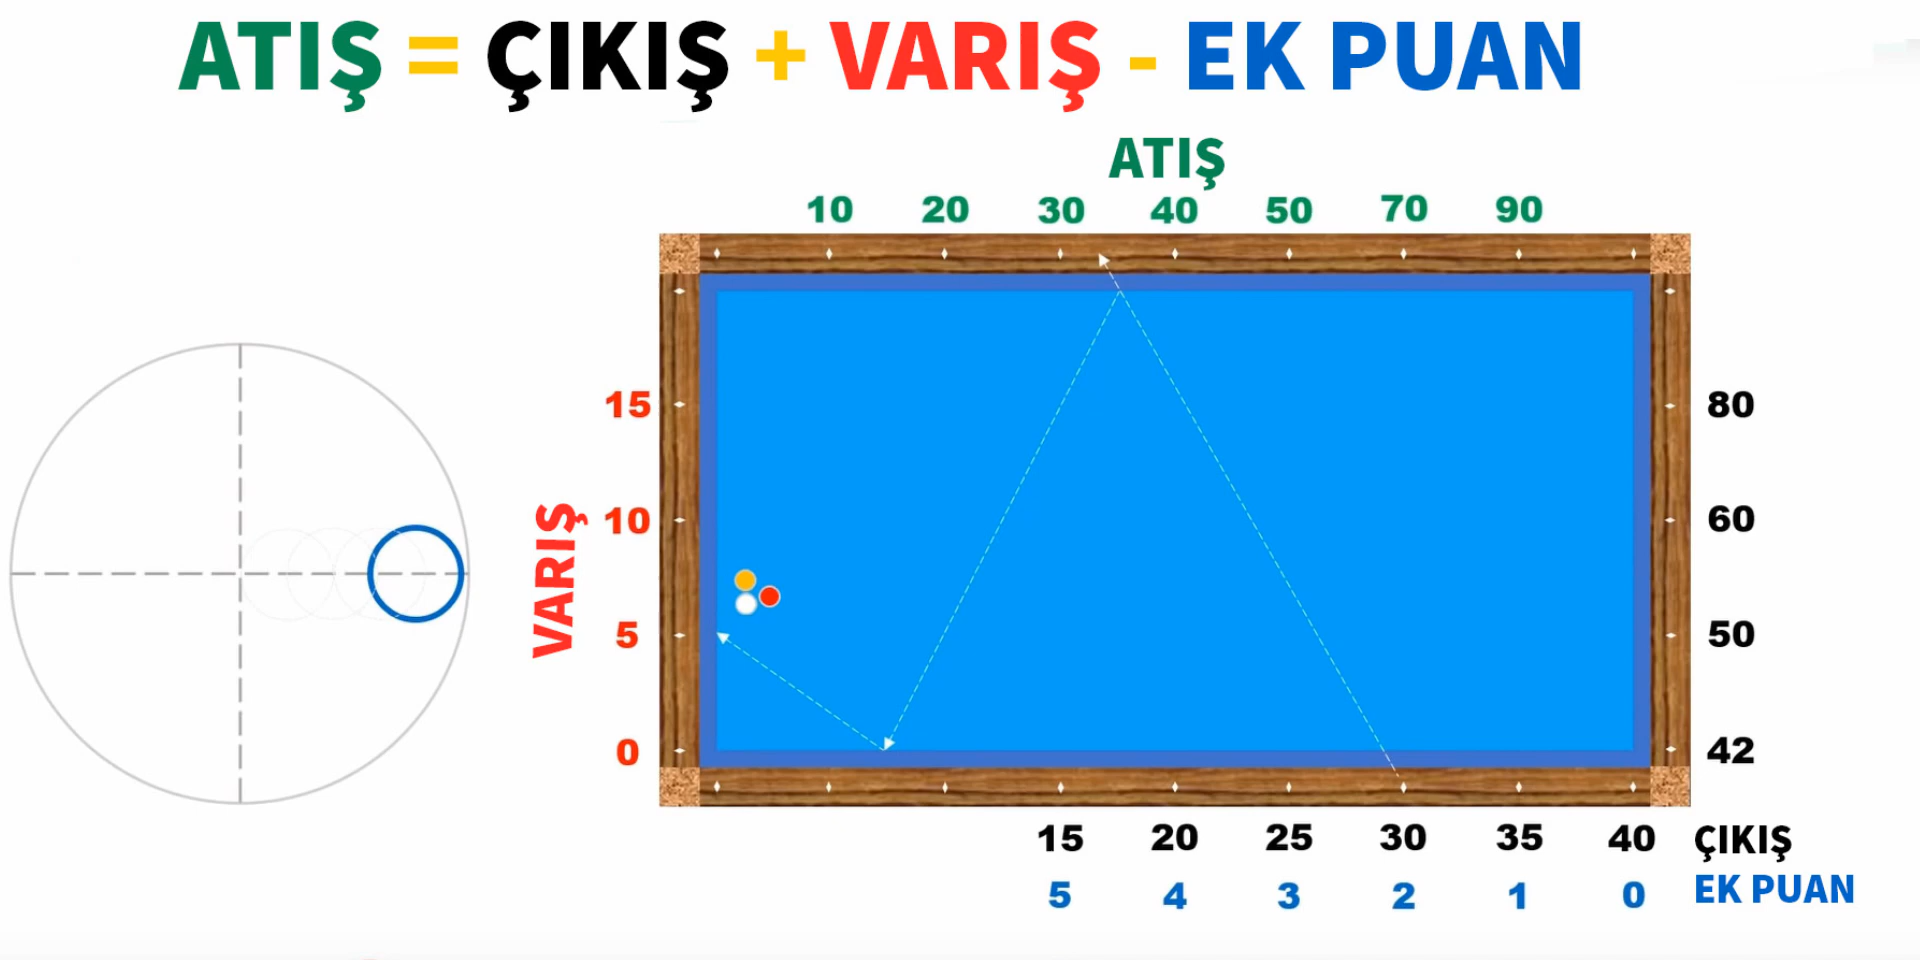 ATIŞ = ÇIKIŞ + VARIŞ - EK PUAN
ATIŞ
10 20 30 40 50 70 90
VARIŞ
15
10
5
0
80
60
50
42
15 20 25 30 35 40 ÇIKIŞ
5 4 3 2 1 0 EK PUAN